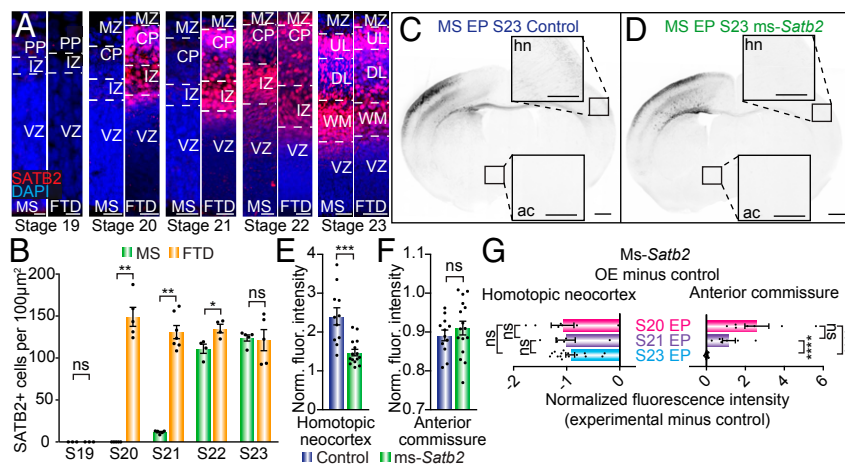 A
PP
PP
IZ
IZ
VZ
VZ
SATB2
DAPI
MS
FTD
Stage 19
MZ
MZ
CP
CP
IZ
IZ
VZ
VZ
MS
FTD
Stage 20
MZ
MZ
CP
CP
IZ
IZ
VZ
VZ
MS
FTD
Stage 21
MZ
MZ
CP
CP
IZ
IZ
VZ
VZ
MS
FTD
Stage 22
MZ
MZ
UL
UL
DL
DL
WM
WM
VZ
VZ
MS
FTD
Stage 23
C
MS EP S23 Control
hn
ac
D
MS EP S23 ms-Satb2
hn
ac
B
MS FTD
SATB2+ cells per 100µm²
150
100
50
0
ns
**
**
*
ns
S19 S20 S21 S22 S23
E
Norm. fluor. intensity
4
3
2
1
0
***
Homotopic
neocortex
F
Norm. fluor. intensity
1.1
1.0
0.9
0.8
0.7
ns
Anterior
commissure
Control ms-Satb2
G
Ms-Satb2
OE minus control
Homotopic neocortex
Anterior commissure
ns
ns
ns
S20 EP
S21 EP
S23 EP
ns
ns
****
-2 -1 0
0 2 4 6
Normalized fluorescence intensity
(experimental minus control)